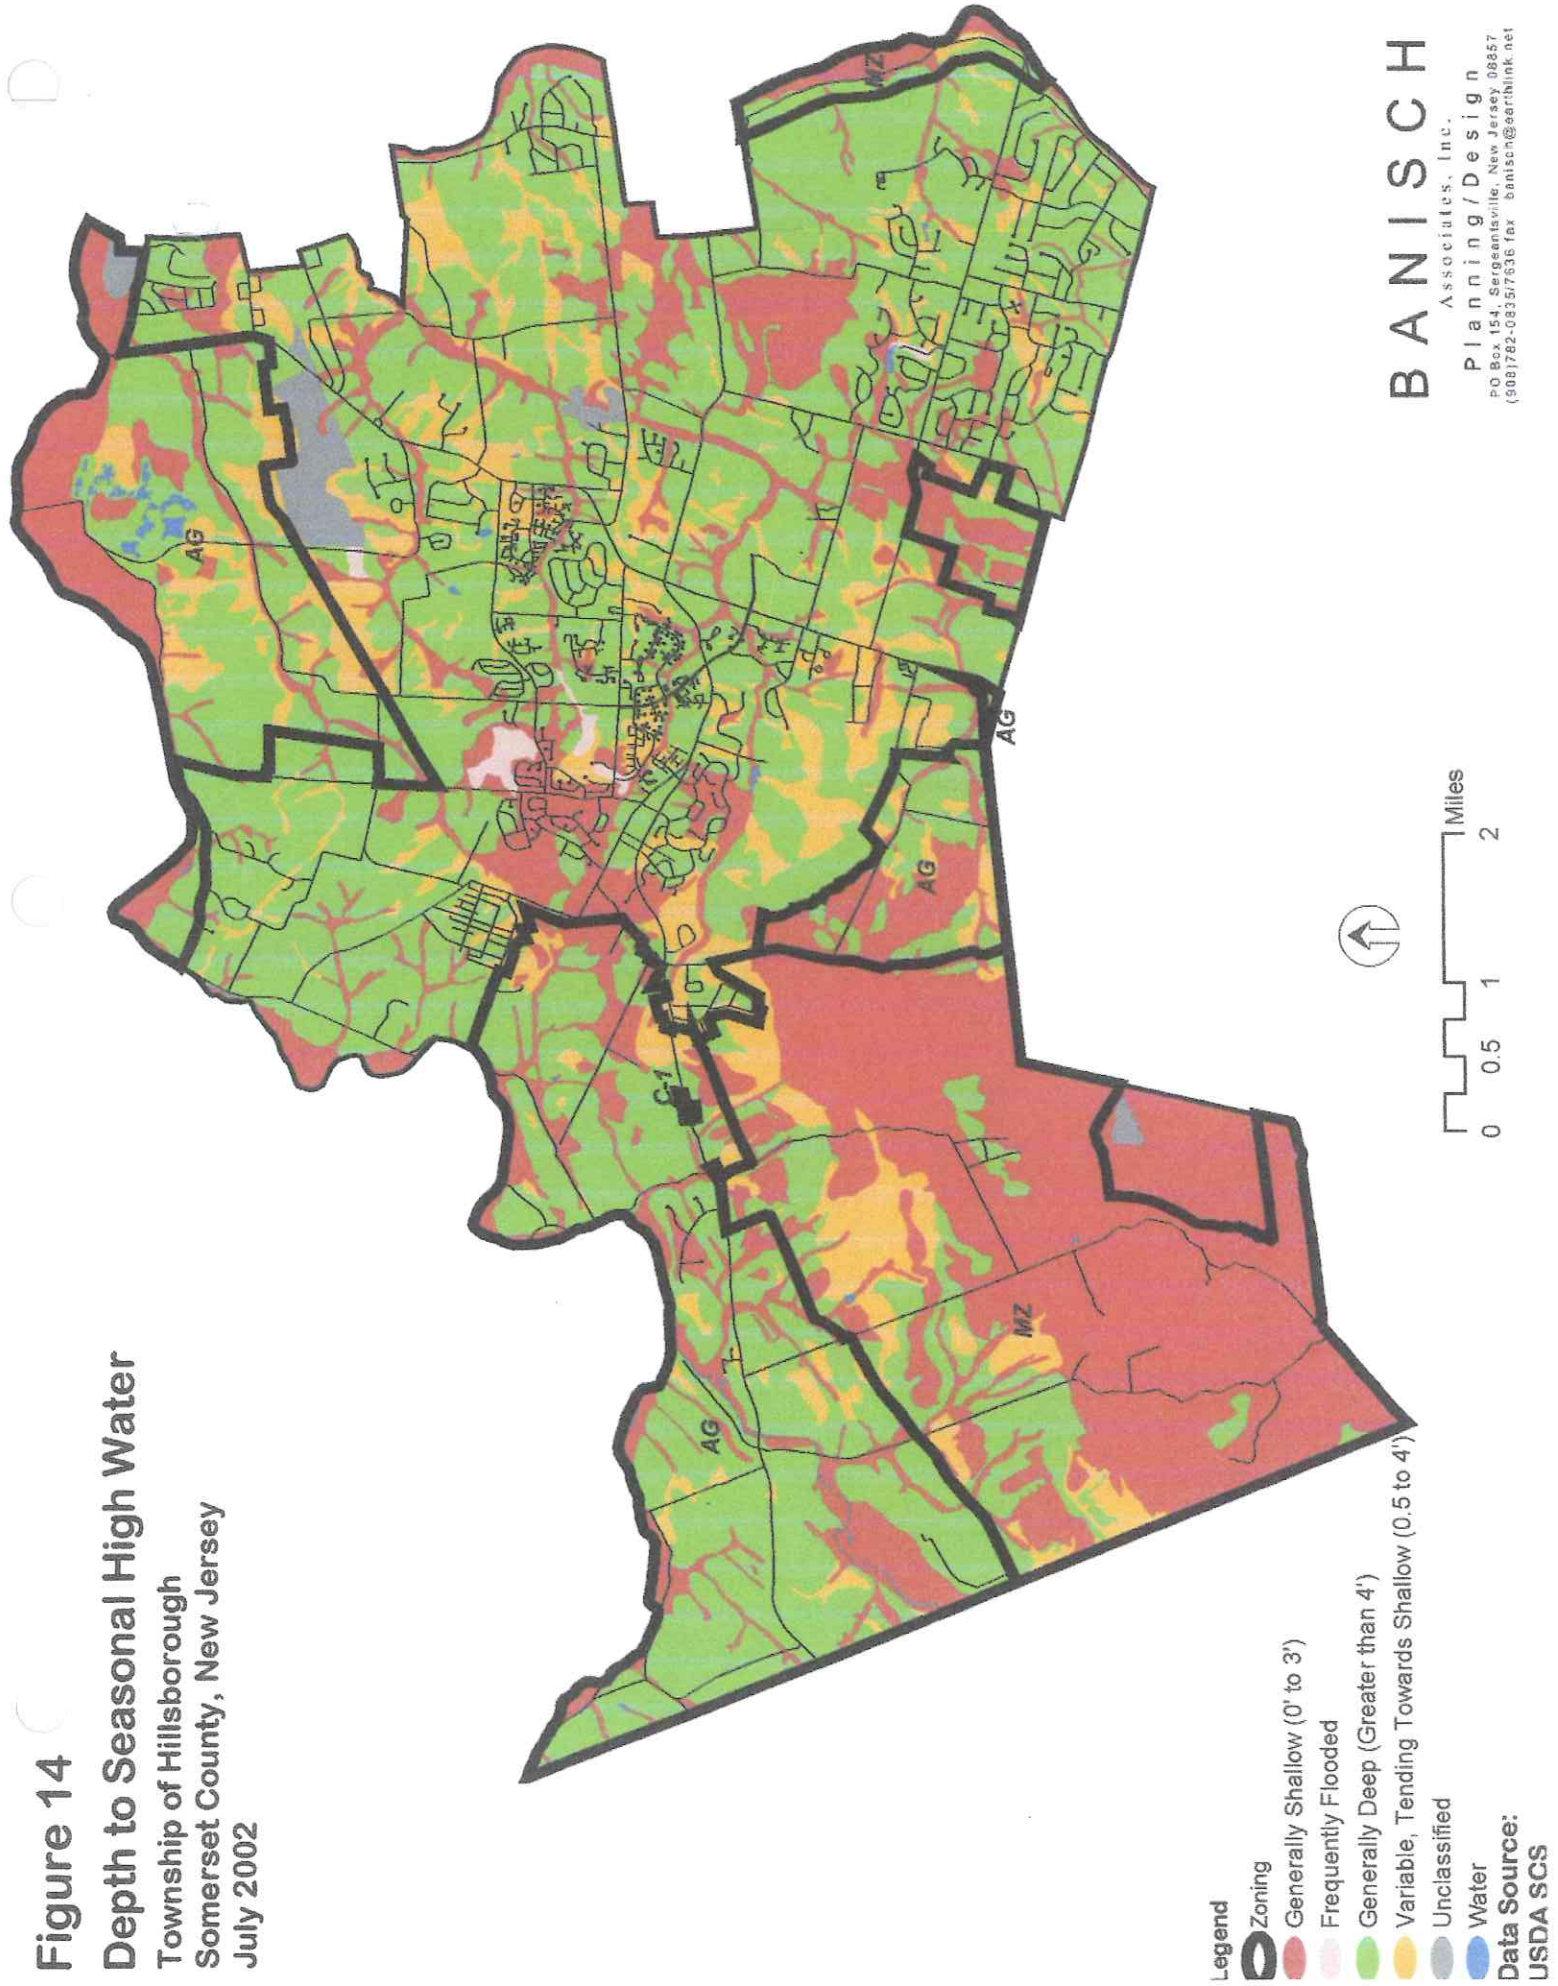 Figure 14
Depth to Seasonal High Water
Township of Hillsborough
Somerset County, New Jersey
July 2002
AG
MZ
AG
C-1
AG
AG
MZ
Legend
Zoning
Generally Shallow (0' to 3')
Frequently Flooded
Generally Deep (Greater than 4')
Variable, Tending Towards Shallow (0.5 to 4')
Unclassified
Water
Data Source:
USDA SCS
0 0.5 1 2 Miles
BANISCH
Associates, Inc.
Planning/Design
PO Box 154, Sergeantsville, New Jersey 08857
(908)782-0835/7636 fax banisch@earthlink.net